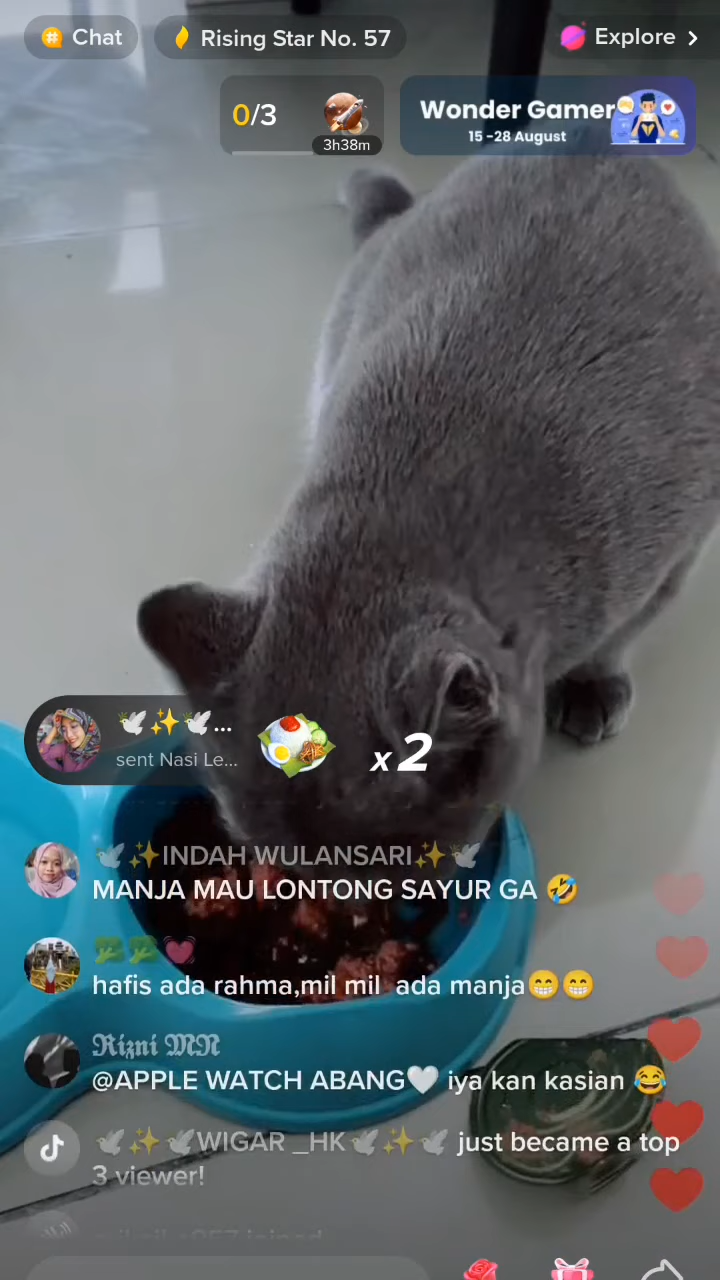 Chat
Rising Star No. 57
Explore
0/3
3h38m
Wonder Gamer
15 -28 August
🕊️✨🕊️...
sent Nasi Le...
x2
🕊️✨INDAH WULANSARI✨🕊️
MANJA MAU LONTONG SAYUR GA 🤣
🥦🥦💓
hafis ada rahma,mil mil ada manja😁😁
ℜ𝔦𝔷𝔫𝔦 𝔐ℜ
@APPLE WATCH ABANG🤍 iya kan kasian 😂
🕊️✨🕊️WIGAR _HK🕊️✨🕊️ just became a top
3 viewer!